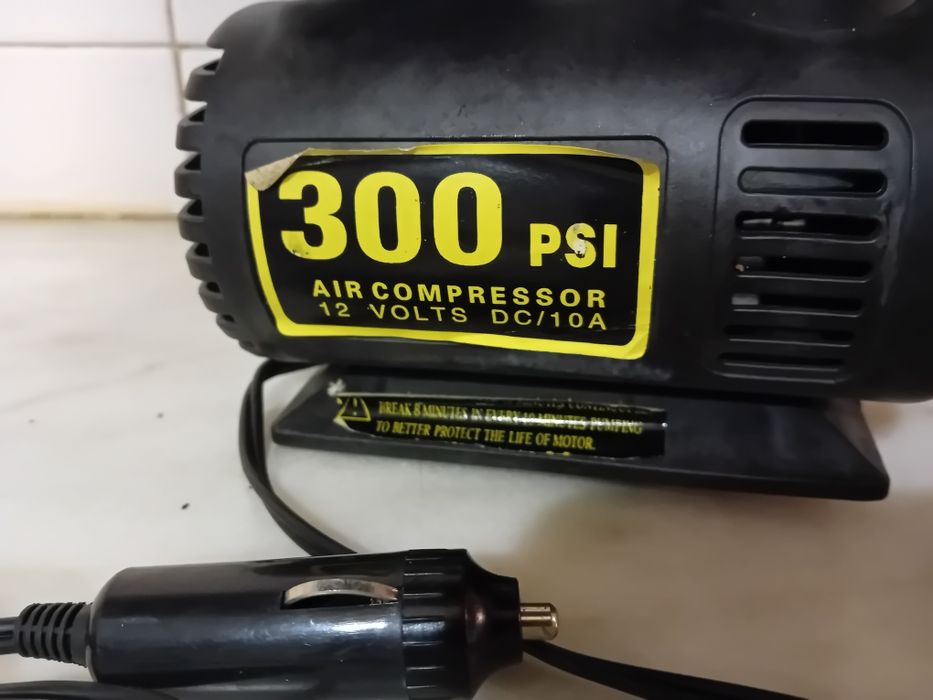 300 PSI
AIR COMPRESSOR
12 VOLTS DC/10A
BREAK 8 MINUTES IN EVERY 10 MINUTES PUMPING
TO BETTER PROTECT THE LIFE OF MOTOR.